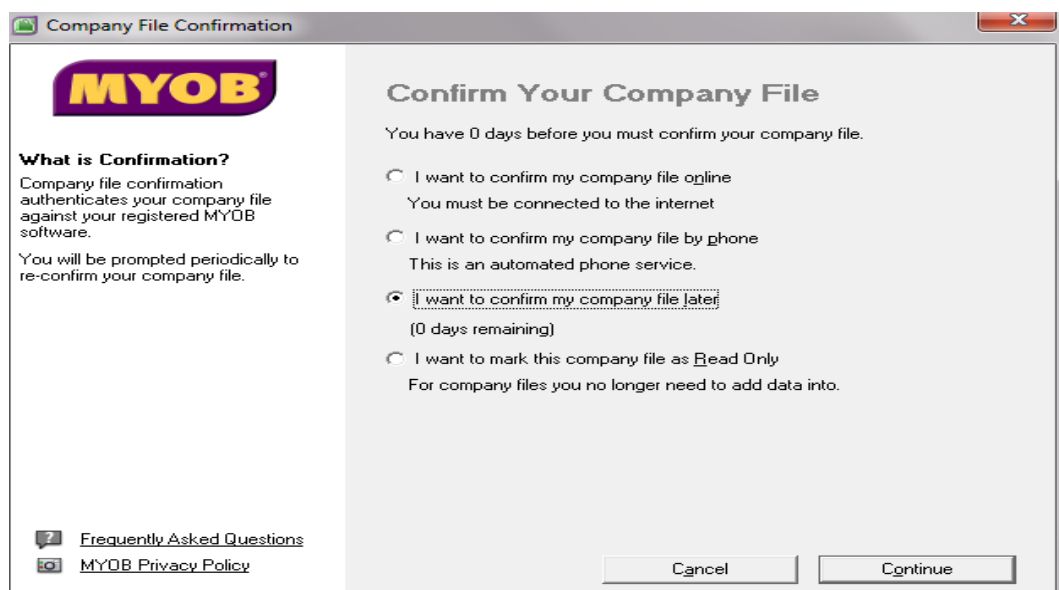 Company File Confirmation
MYOB
What is Confirmation?
Company file confirmation
authenticates your company file
against your registered MYOB
software.
You will be prompted periodically to
re-confirm your company file.
Frequently Asked Questions
MYOB Privacy Policy
Confirm Your Company File
You have 0 days before you must confirm your company file.
I want to confirm my company file online
You must be connected to the internet
I want to confirm my company file by phone
This is an automated phone service.
I want to confirm my company file later
(0 days remaining)
I want to mark this company file as Read Only
For company files you no longer need to add data into.
Cancel
Continue